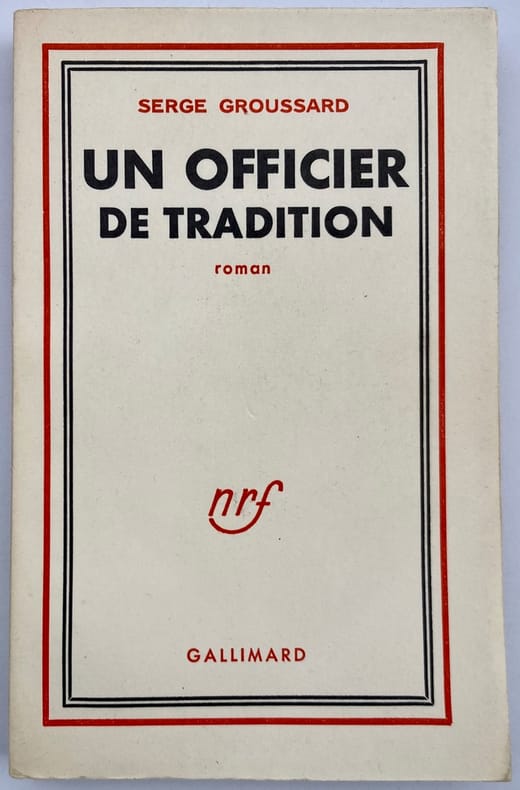 SERGE GROUSSARD
UN OFFICIER
DE TRADITION
roman
nrf
GALLIMARD